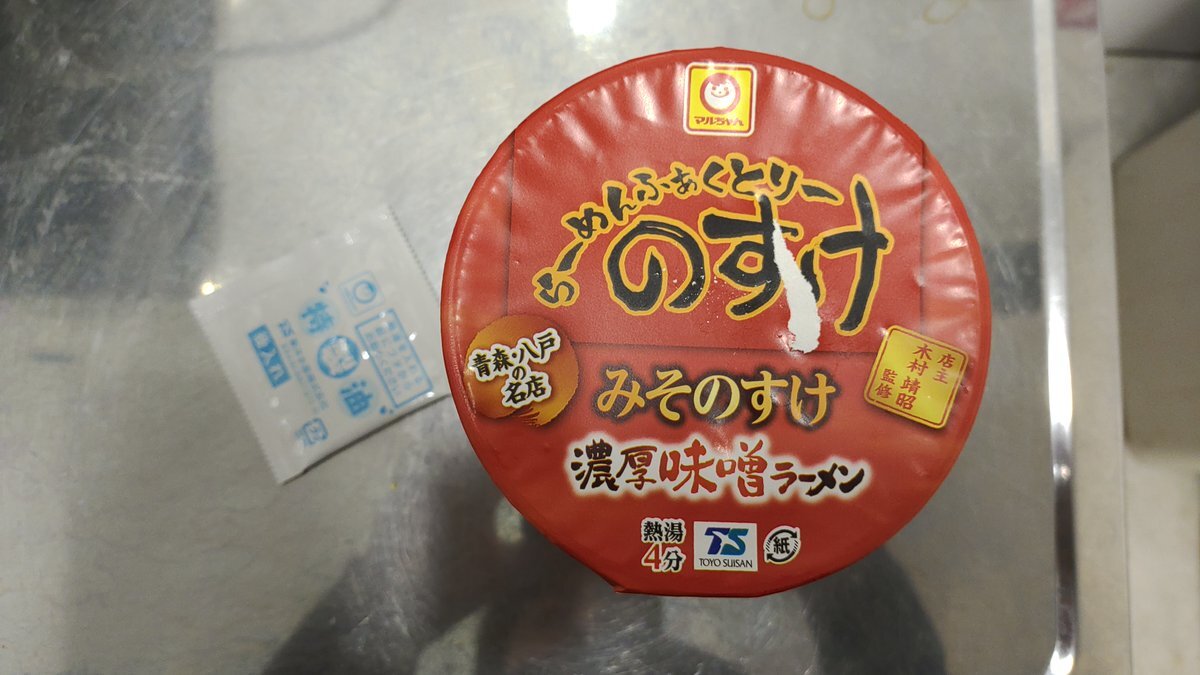 マルちゃん
らーめんふぁくとりー
のすけ
青森・八戸
の
名店
みそのすけ
店主
木村靖昭
監修
濃厚味噌ラーメン
熱湯
4分
TS
TOYO SUISAN
紙
特製油